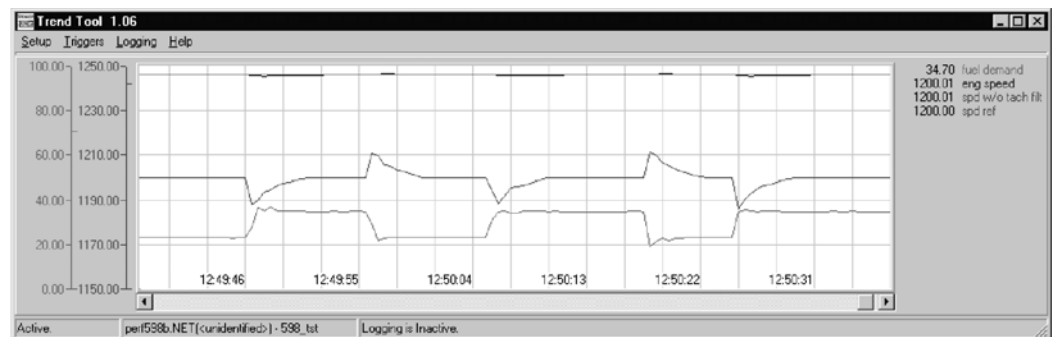 Trend Tool 1.06
Setup Triggers Logging Help
100.00 1250.00
80.00 1230.00
60.00 1210.00
40.00 1190.00
20.00 1170.00
0.00 1150.00
12:49:46 12:49:55 12:50:04 12:50:13 12:50:22 12:50:31
34.70 fuel demand
1200.01 eng speed
1200.01 spd w/o tach filt
1200.00 spd ref
Active. perf598b.NET(<unidentified>) - 598_tst Logging is Inactive.